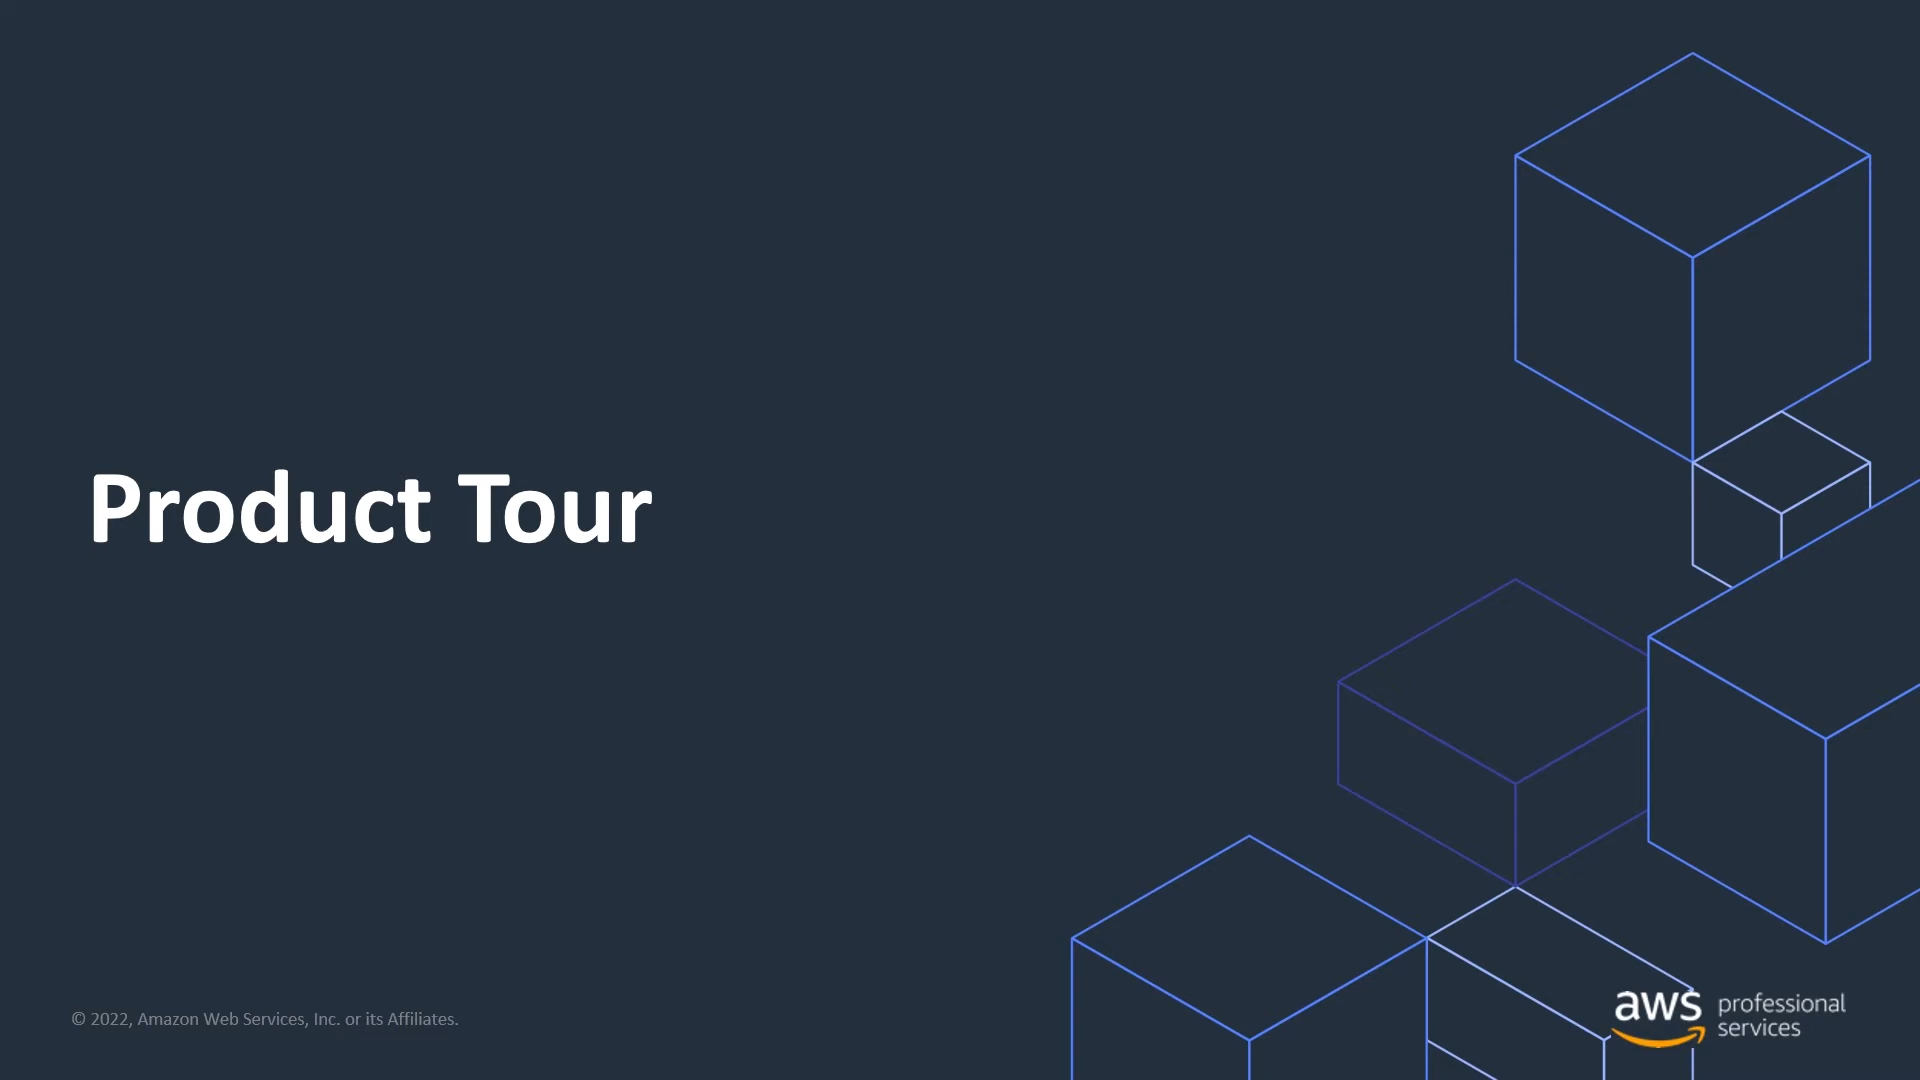 Product Tour
© 2022, Amazon Web Services, Inc. or its Affiliates.
aws professional
services